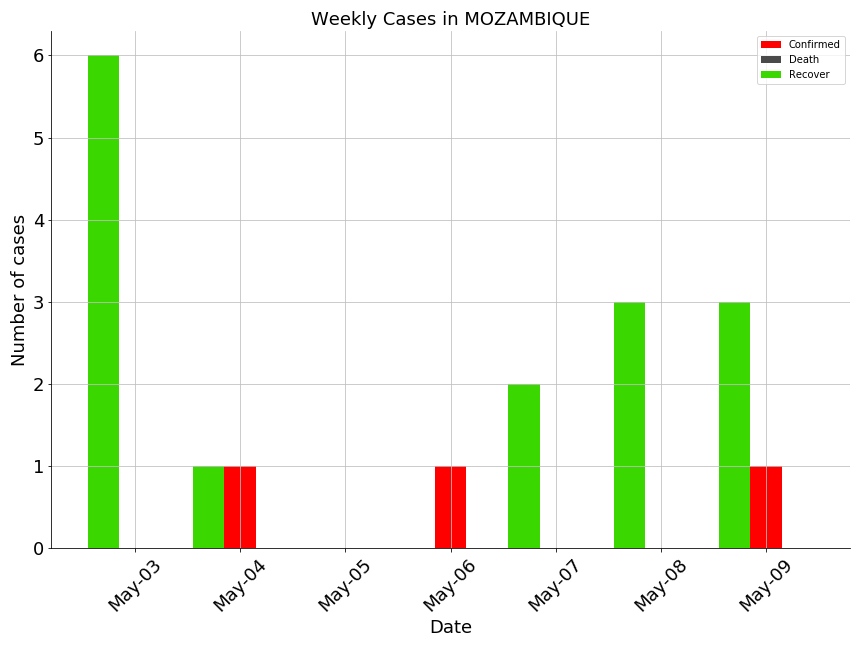 Weekly Cases in MOZAMBIQUE
Confirmed
Death
Recover
Number of cases
6
5
4
3
2
1
0
May-03
May-04
May-05
May-06
May-07
May-08
May-09
Date